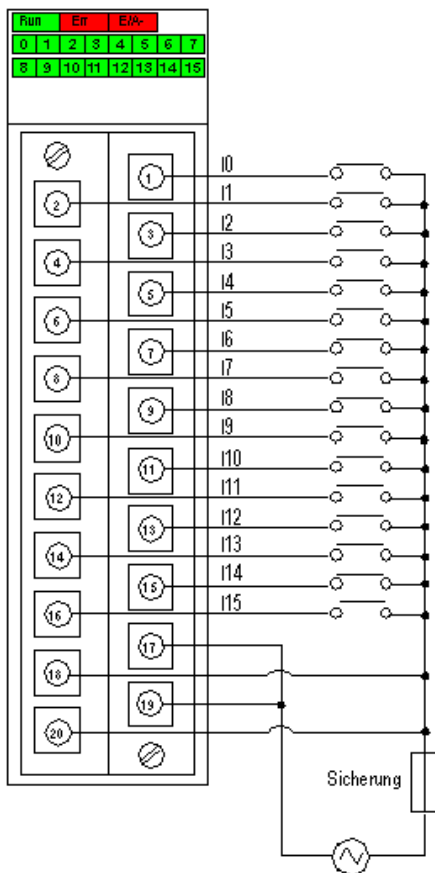 Run Err E/A-
0 1 2 3 4 5 6 7
8 9 10 11 12 13 14 15
1 I0
2 I1
3 I2
4 I3
5 I4
6 I5
7 I6
8 I7
9 I8
10 I9
11 I10
12 I11
13 I12
14 I13
15 I14
16 I15
17
18
19
20
Sicherung